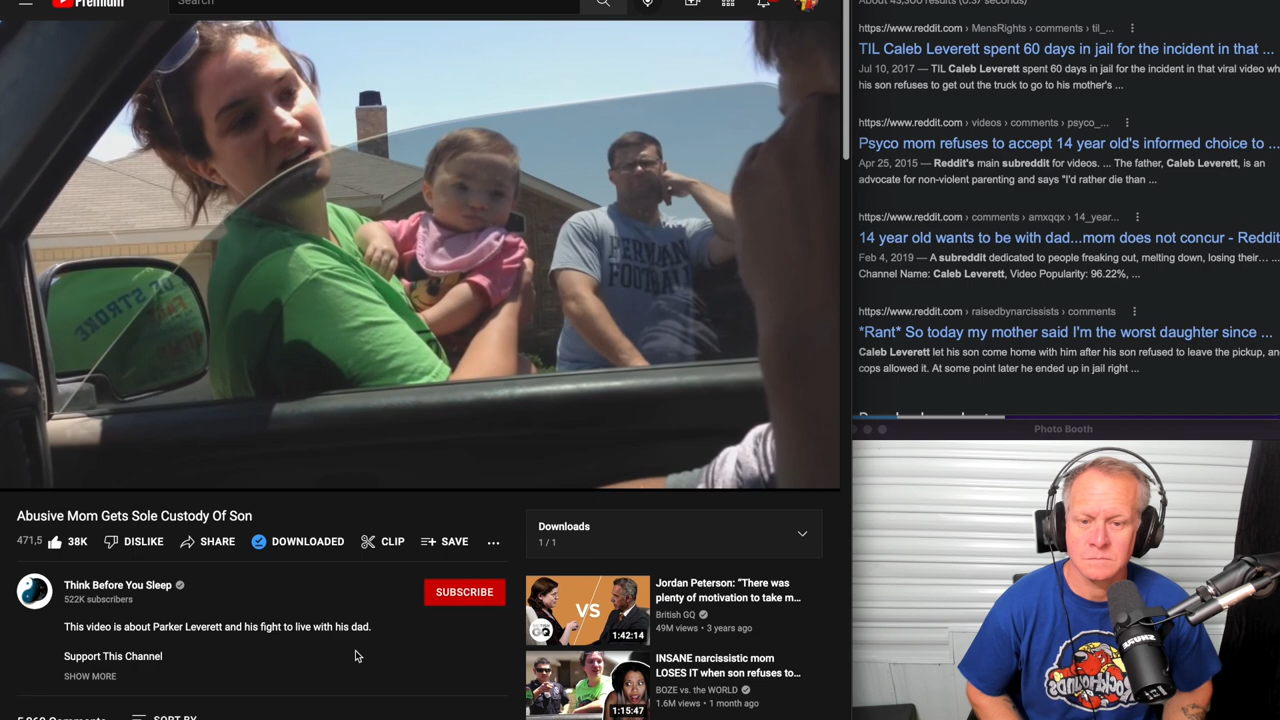 Premium
Search
PERMAN
FOOTBALL
Abusive Mom Gets Sole Custody Of Son
471,5
38K
DISLIKE
SHARE
DOWNLOADED
CLIP
SAVE
...
Think Before You Sleep
522K subscribers
SUBSCRIBE
This video is about Parker Leverett and his fight to live with his dad.
Support This Channel
SHOW MORE
SORT BY
Downloads
1 / 1
VS
1:42:14
Jordan Peterson: “There was
plenty of motivation to take m...
British GQ
49M views • 3 years ago
1:15:47
INSANE narcissistic mom
LOSES IT when son refuses to...
BOZE vs. the WORLD
1.6M views • 1 month ago
About 43,300 results (0.37 seconds)
https://www.reddit.com › MensRights › comments › til_...
TIL Caleb Leverett spent 60 days in jail for the incident in that ...
Jul 10, 2017 — TIL Caleb Leverett spent 60 days in jail for the incident in that viral video wh
his son refuses to get out the truck to go to his mother's ...
https://www.reddit.com › videos › comments › psyco_...
Psyco mom refuses to accept 14 year old's informed choice to ...
Apr 25, 2015 — Reddit's main subreddit for videos. ... The father, Caleb Leverett, is an
advocate for non-violent parenting and says "I'd rather die than ...
https://www.reddit.com › comments › amxqqx › 14_year...
14 year old wants to be with dad...mom does not concur - Reddit
Feb 4, 2019 — A subreddit dedicated to people freaking out, melting down, losing their...
Channel Name: Caleb Leverett, Video Popularity: 96.22%, ...
https://www.reddit.com › raisedbynarcissists › comments
*Rant* So today my mother said I'm the worst daughter since ...
Caleb Leverett let his son come home with him after his son refused to leave the pickup, an
cops allowed it. At some point later he ended up in jail right ...
Photo Booth
ROCKHOUNDS